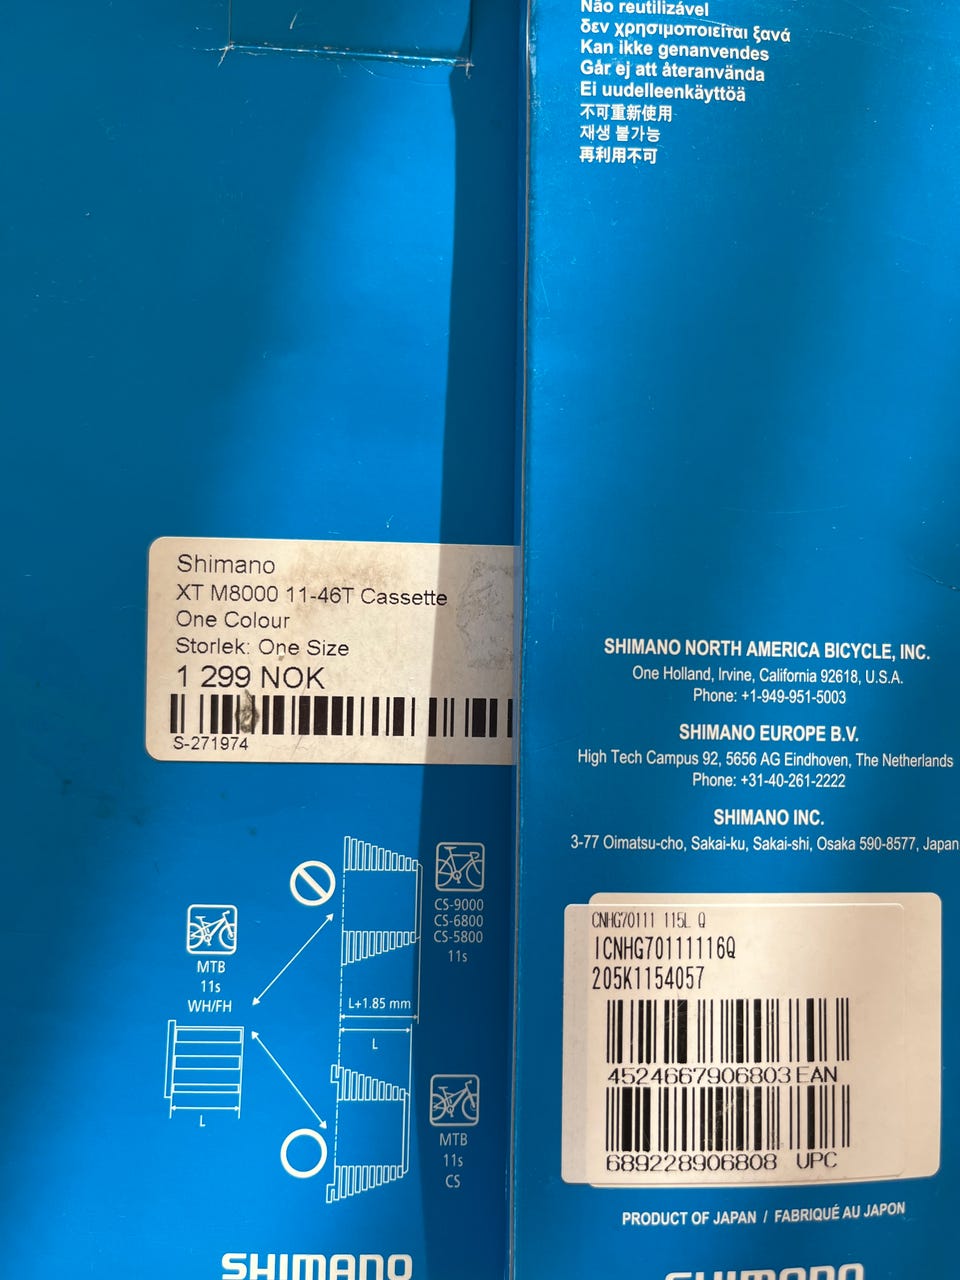 Shimano
XT M8000 11-46T Cassette
One Colour
Storlek: One Size
1 299 NOK
S-271974
CS-9000
CS-6800
CS-5800
11s
MTB
11s
WH/FH
L+1.85 mm
L
L
MTB
11s
CS
SHIMANO
Não reutilizável
δεν χρησιμοποιείται ξανά
Kan ikke genanvendes
Går ej att återanvända
Ei uudelleenkäyttöä
不可重新使用
재생 불가능
再利用不可
SHIMANO NORTH AMERICA BICYCLE, INC.
One Holland, Irvine, California 92618, U.S.A.
Phone: +1-949-951-5003
SHIMANO EUROPE B.V.
High Tech Campus 92, 5656 AG Eindhoven, The Netherlands
Phone: +31-40-261-2222
SHIMANO INC.
3-77 Oimatsu-cho, Sakai-ku, Sakai-shi, Osaka 590-8577, Japan
CNHG70111 115L Q
ICNHG70111116Q
205K1154057
4524667906803 EAN
689228906808 UPC
PRODUCT OF JAPAN / FABRIQUÉ AU JAPON
SHIMANO